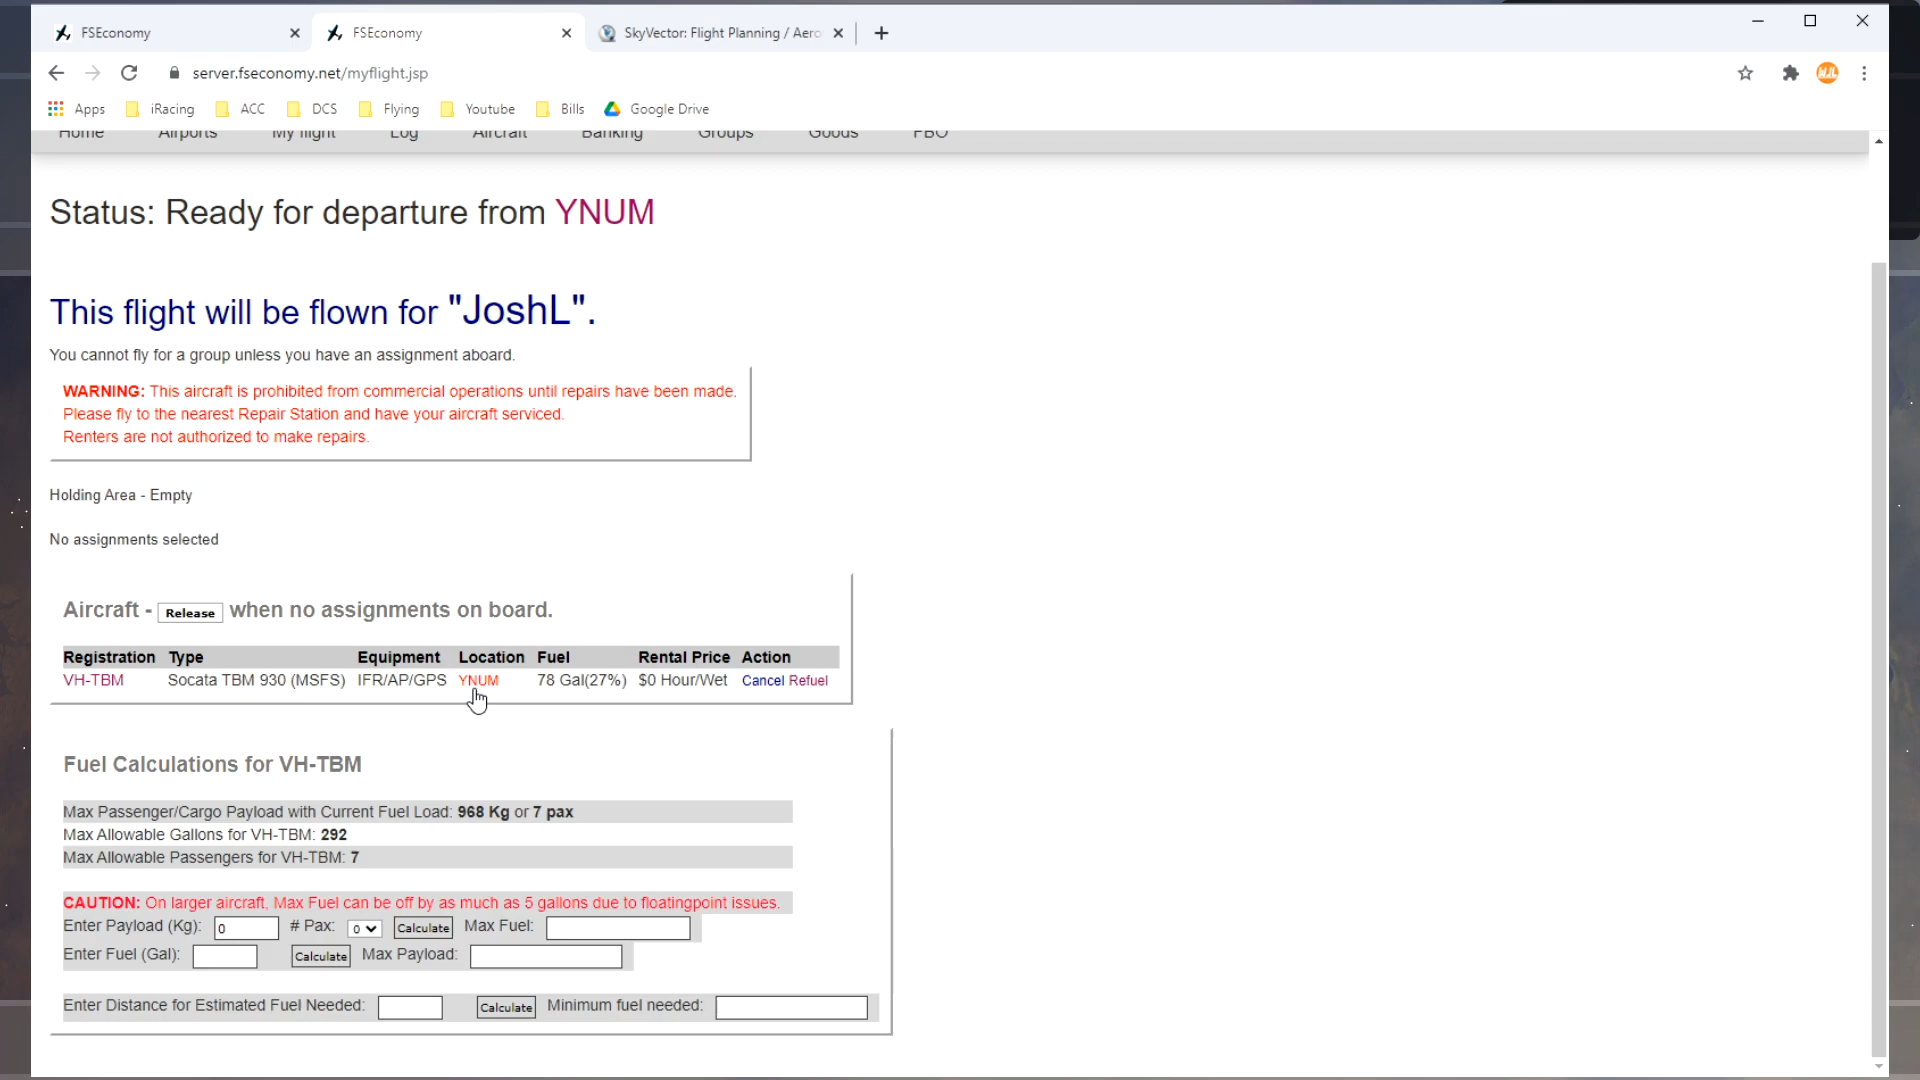 FSEconomy
FSEconomy
SkyVector: Flight Planning / Aero
server.fseconomy.net/myflight.jsp
Apps
iRacing
ACC
DCS
Flying
Youtube
Bills
Google Drive
Home Airports My flight Log Aircraft Banking Groups Goods FBO
Status: Ready for departure from YNUM
This flight will be flown for "JoshL".
You cannot fly for a group unless you have an assignment aboard.
WARNING: This aircraft is prohibited from commercial operations until repairs have been made.
Please fly to the nearest Repair Station and have your aircraft serviced.
Renters are not authorized to make repairs.
Holding Area - Empty
No assignments selected
Aircraft - Release when no assignments on board.
Registration Type Equipment Location Fuel Rental Price Action
VH-TBM Socata TBM 930 (MSFS) IFR/AP/GPS YNUM 78 Gal(27%) $0 Hour/Wet Cancel Refuel
Fuel Calculations for VH-TBM
Max Passenger/Cargo Payload with Current Fuel Load: 968 Kg or 7 pax
Max Allowable Gallons for VH-TBM: 292
Max Allowable Passengers for VH-TBM: 7
CAUTION: On larger aircraft, Max Fuel can be off by as much as 5 gallons due to floatingpoint issues.
Enter Payload (Kg): 0 # Pax: 0 Calculate Max Fuel:
Enter Fuel (Gal): Calculate Max Payload:
Enter Distance for Estimated Fuel Needed: Calculate Minimum fuel needed: